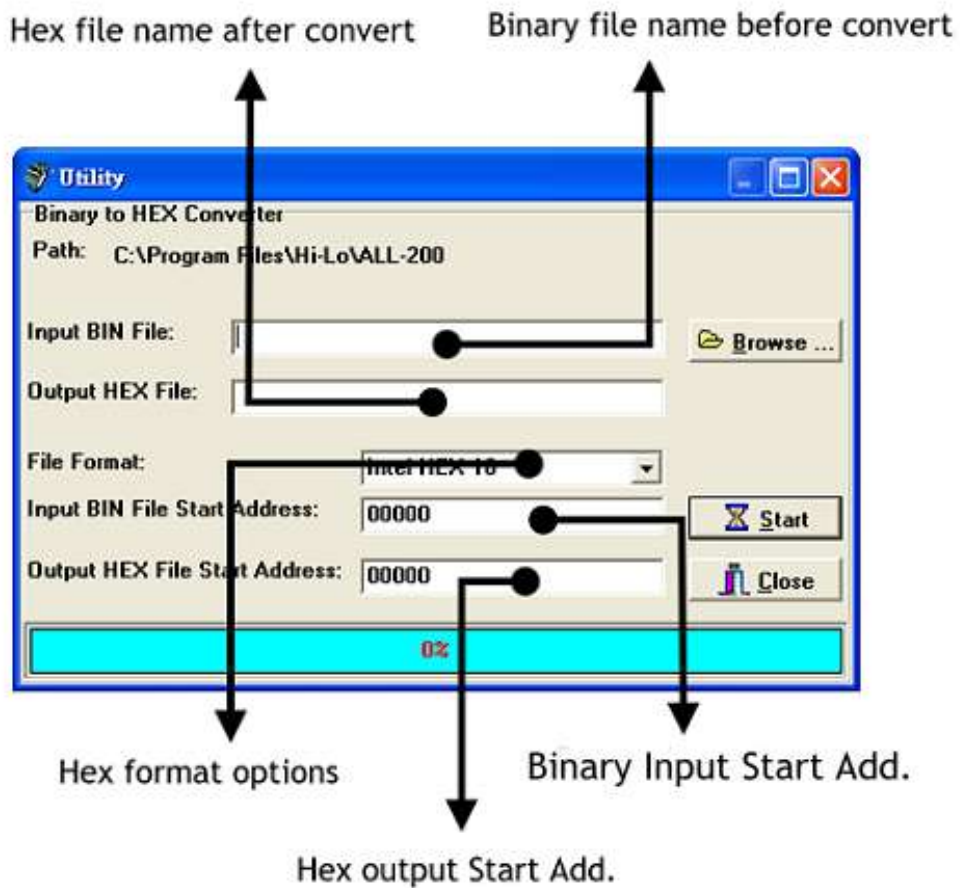 Hex file name after convert
Binary file name before convert
Utility
Binary to HEX Converter
Path: C:\Program Files\Hi-Lo\ALL-200
Input BIN File:
Browse ...
Output HEX File:
File Format:
Intel HEX
Input BIN File Start Address:
00000
Start
Output HEX File Start Address:
00000
Close
0%
Hex format options
Binary Input Start Add.
Hex output Start Add.